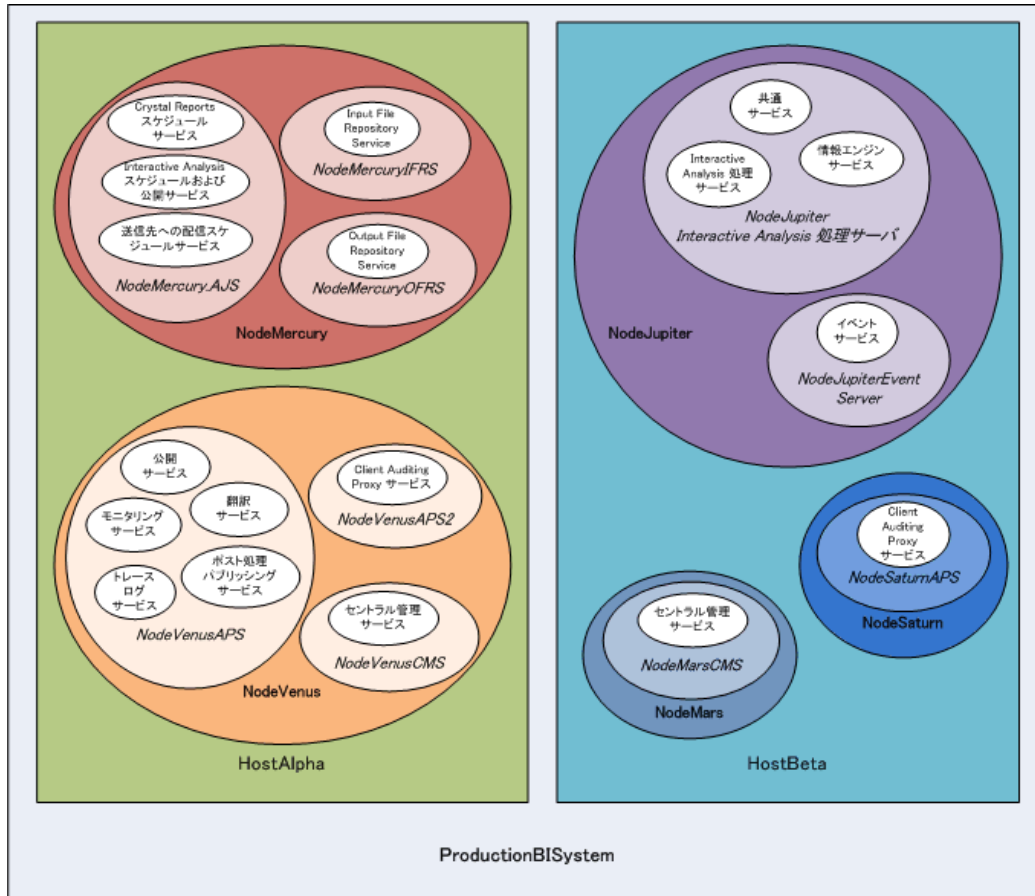 Crystal Reports
スケジュール
サービス
Interactive Analysis
スケジュールおよび
公開サービス
送信先への配信スケ
ジュールサービス
NodeMercury.AJS
Input File
Repository
Service
NodeMercuryIFRS
Output File
Repository
Service
NodeMercuryOFRS
NodeMercury
公開
サービス
モニタリング
サービス
翻訳
サービス
トレース
ログ
サービス
ポスト処理
パブリッシング
サービス
NodeVenusAPS
Client Auditing
Proxy サービス
NodeVenusAPS2
セントラル管理
サービス
NodeVenusCMS
NodeVenus
HostAlpha
共通
サービス
Interactive
Analysis 処理
サービス
情報エンジン
サービス
NodeJupiter
Interactive Analysis 処理サーバ
NodeJupiter
イベント
サービス
NodeJupiterEvent
Server
Client
Auditing
Proxy
サービス
NodeSaturnAPS
NodeSaturn
セントラル管理
サービス
NodeMarsCMS
NodeMars
HostBeta
ProductionBISystem